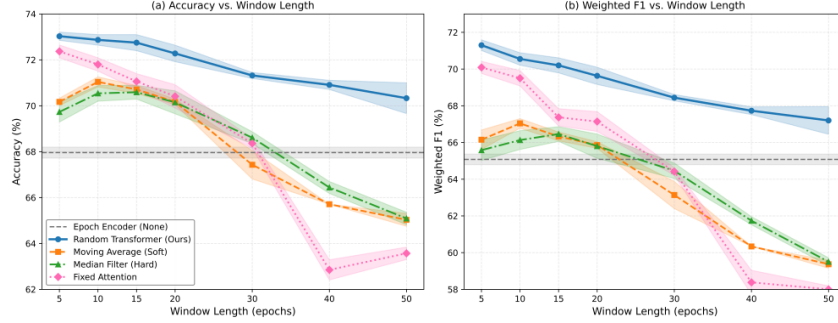 (a) Accuracy vs. Window Length
74
72
70
68
66
64
62
Accuracy (%)
Epoch Encoder (None)
Random Transformer (Ours)
Moving Average (Soft)
Median Filter (Hard)
Fixed Attention
5 10 15 20 30 40 50
Window Length (epochs)
(b) Weighted F1 vs. Window Length
72
70
68
66
64
62
60
58
Weighted F1 (%)
5 10 15 20 30 40 50
Window Length (epochs)